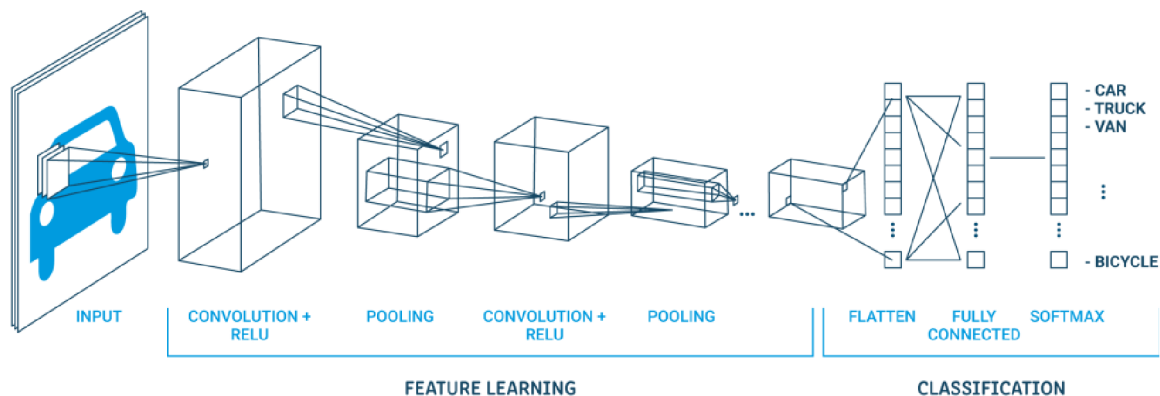 - CAR
- TRUCK
- VAN
...
...
...
...
...
- BICYCLE
INPUT
CONVOLUTION + RELU
POOLING
CONVOLUTION + RELU
POOLING
FLATTEN
FULLY CONNECTED
SOFTMAX
FEATURE LEARNING
CLASSIFICATION